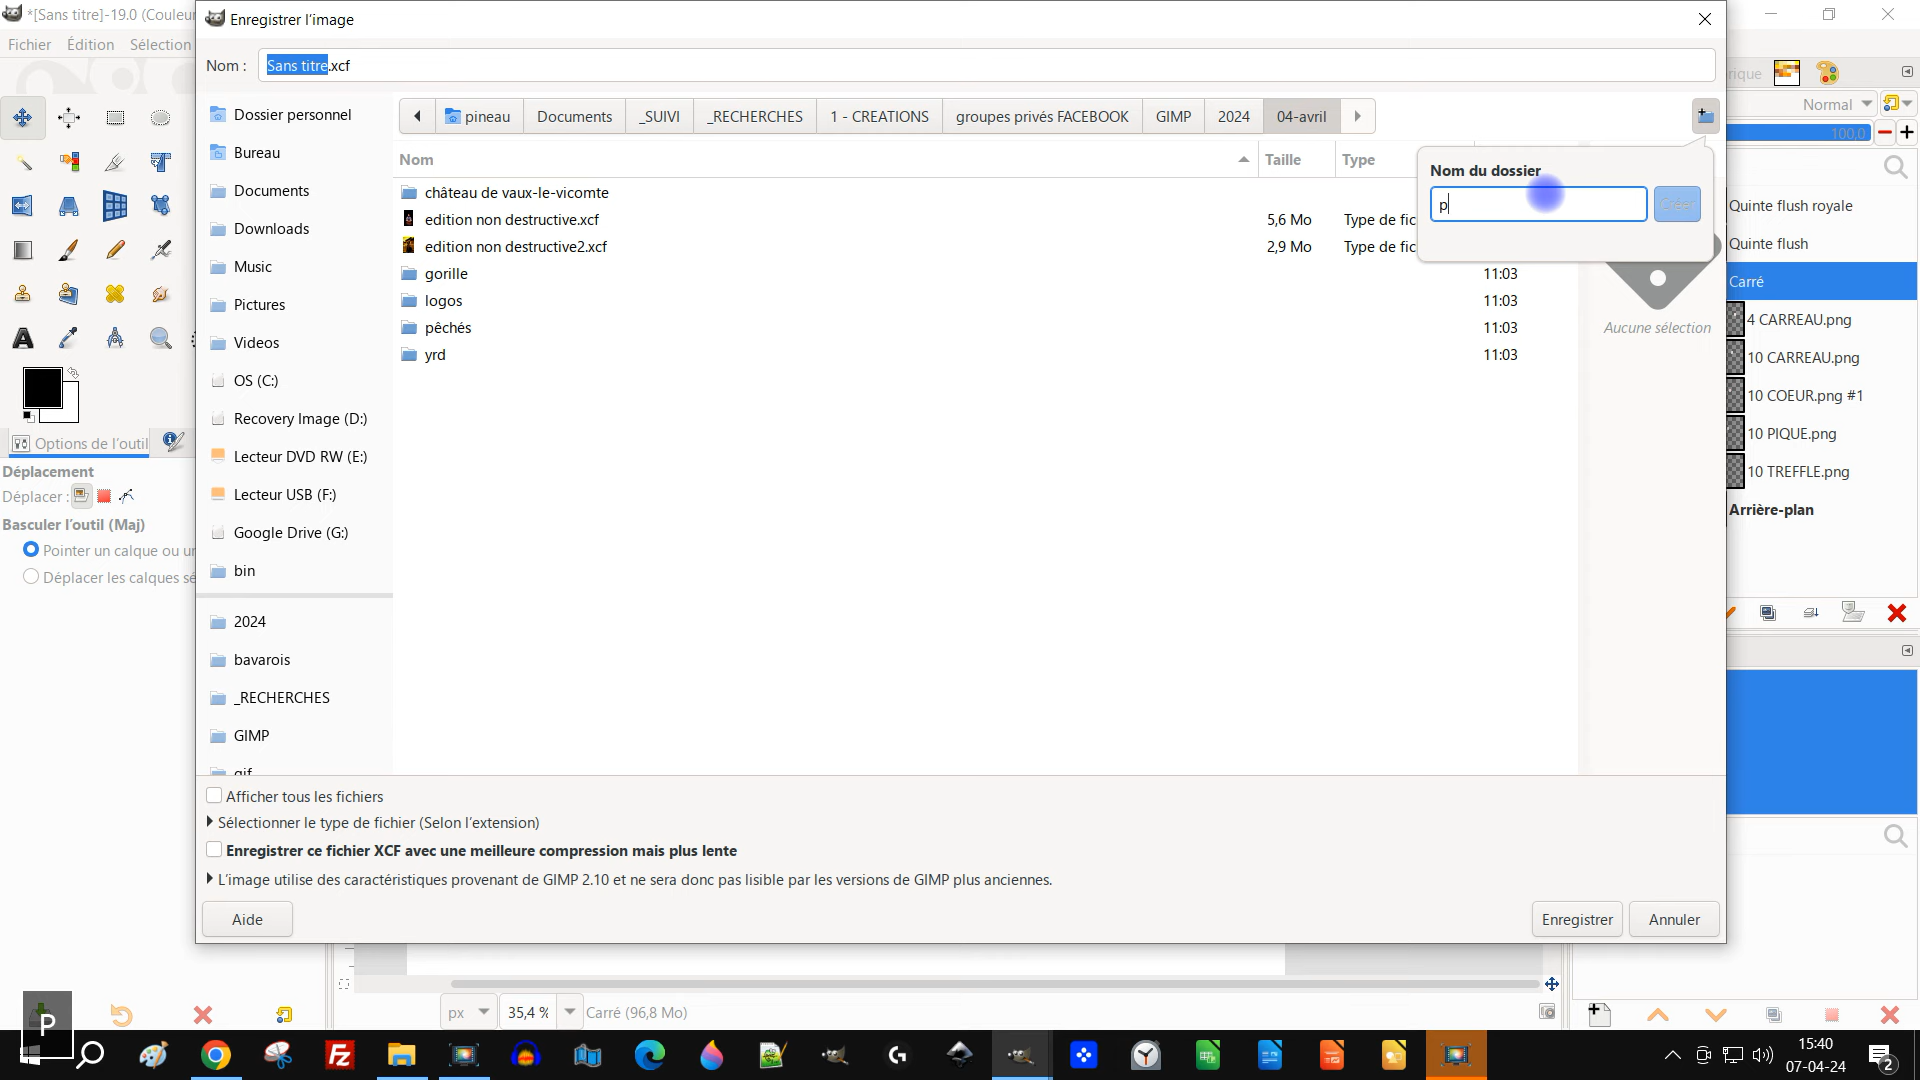 *[Sans titre]-19.0 (Couleur
Enregistrer l'image
Fichier Édition Sélection
Nom : Sans titre.xcf
Dossier personnel
pineau Documents _SUIVI _RECHERCHES 1 - CREATIONS groupes privés FACEBOOK GIMP 2024 04-avril
Bureau
Nom Taille Type
Normal
100,0
Nom du dossier
p
Créer
Documents
château de vaux-le-vicomte
Downloads
edition non destructive.xcf 5,6 Mo Type de fic
edition non destructive2.xcf 2,9 Mo Type de fic
Music
gorille 11:03
Pictures
logos 11:03
pêchés 11:03
Aucune sélection
Videos
yrd 11:03
OS (C:)
Recovery Image (D:)
Lecteur DVD RW (E:)
Lecteur USB (F:)
Google Drive (G:)
bin
2024
bavarois
_RECHERCHES
GIMP
gif
Quinte flush royale
Quinte flush
Carré
4 CARREAU.png
10 CARREAU.png
10 COEUR.png #1
10 PIQUE.png
10 TREFFLE.png
Arrière-plan
Options de l'outil
Déplacement
Déplacer :
Basculer l'outil (Maj)
Pointer un calque ou un
Déplacer les calques sé
Afficher tous les fichiers
Sélectionner le type de fichier (Selon l'extension)
Enregistrer ce fichier XCF avec une meilleure compression mais plus lente
L'image utilise des caractéristiques provenant de GIMP 2.10 et ne sera donc pas lisible par les versions de GIMP plus anciennes.
Aide Enregistrer Annuler
px 35,4 % Carré (96,8 Mo)
P
15:40
07-04-24
2